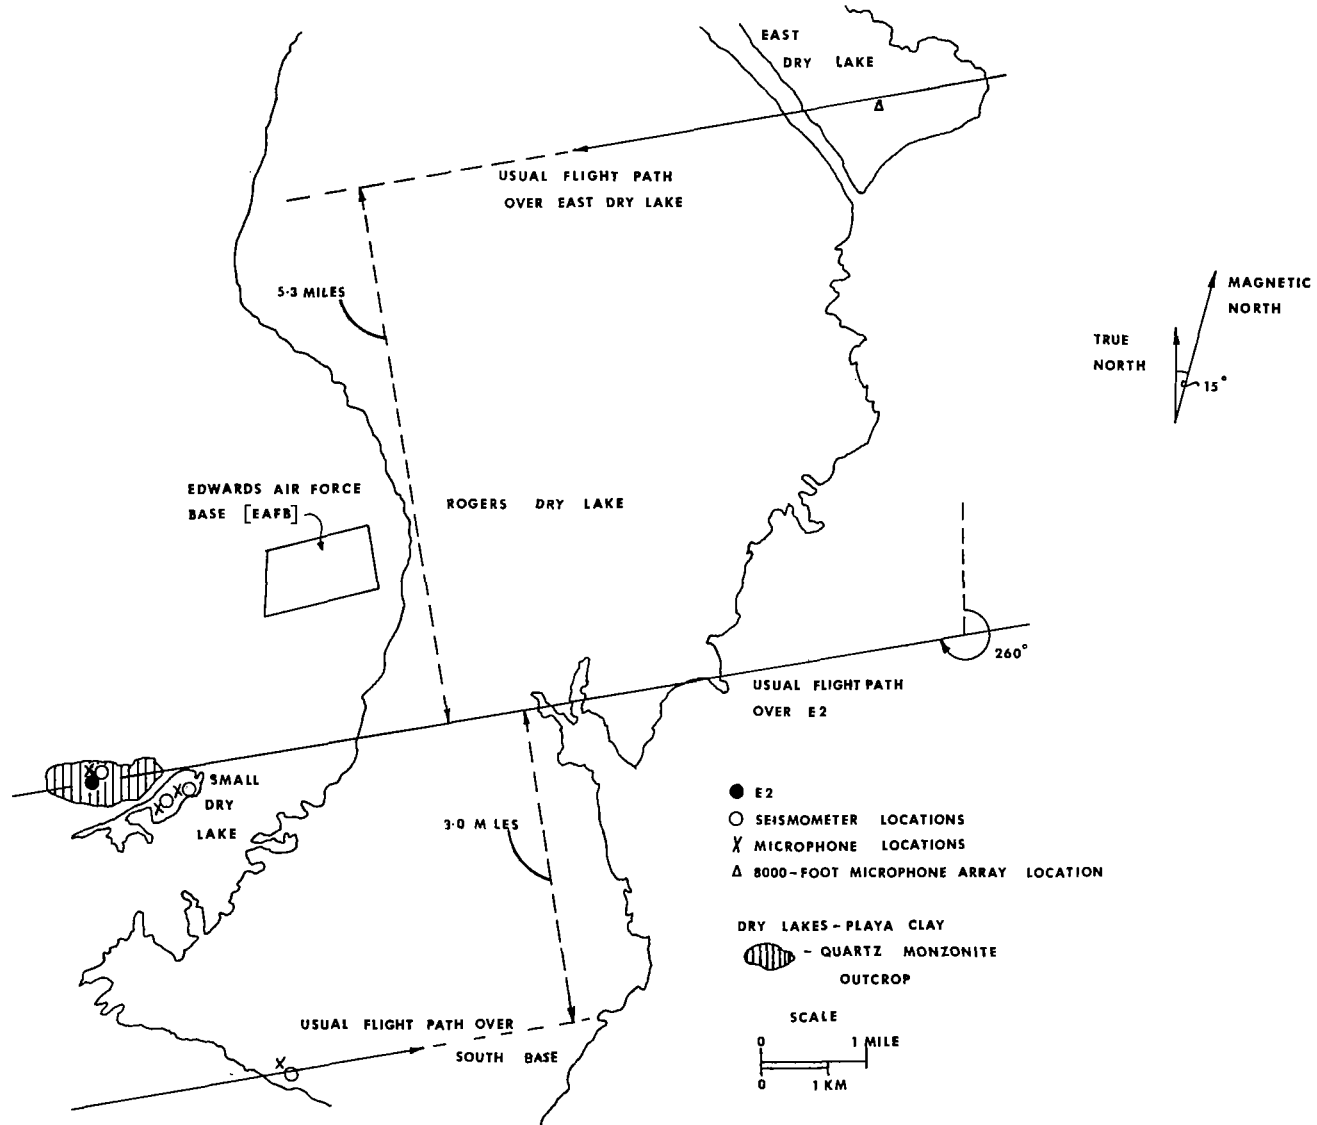 EAST
DRY LAKE
USUAL FLIGHT PATH
OVER EAST DRY LAKE
5·3 MILES
MAGNETIC
NORTH
TRUE
NORTH
15°
EDWARDS AIR FORCE
BASE [EAFB]
ROGERS DRY LAKE
260°
USUAL FLIGHT PATH
OVER E2
SMALL
DRY
LAKE
3·0 M LES
E2
SEISMOMETER LOCATIONS
X MICROPHONE LOCATIONS
Δ 8000-FOOT MICROPHONE ARRAY LOCATION
DRY LAKES - PLAYA CLAY
- QUARTZ MONZONITE
OUTCROP
USUAL FLIGHT PATH OVER
SOUTH BASE
SCALE
0 1 MILE
0 1 KM